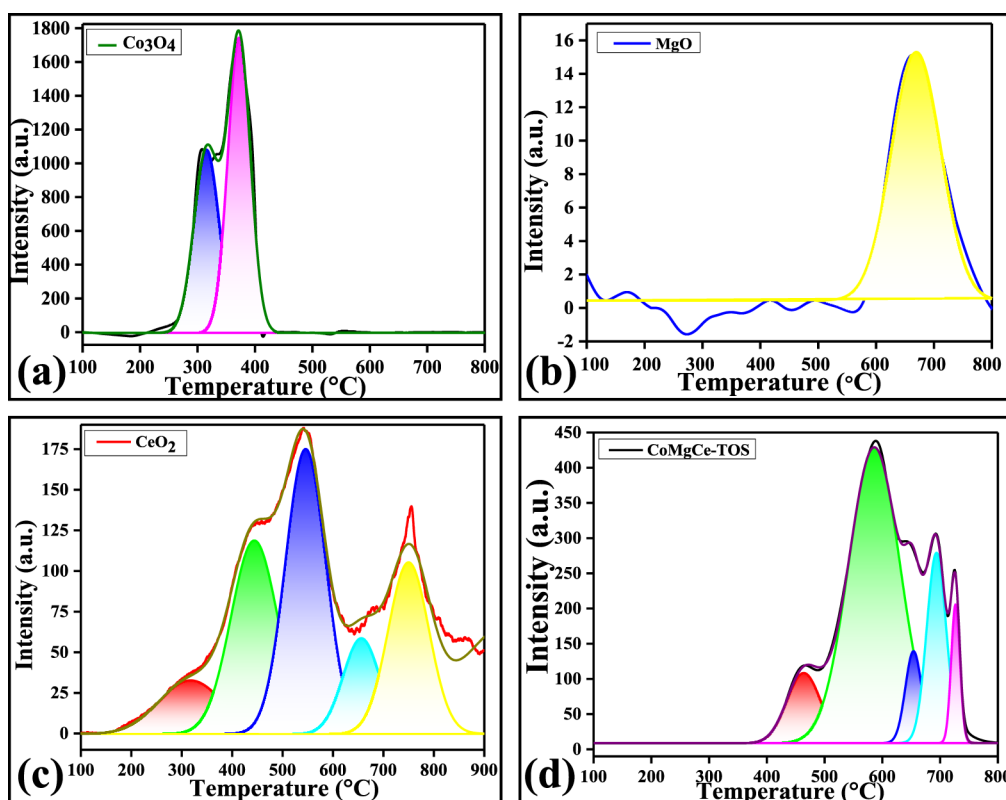 Co3O4
1800
1600
1400
1200
1000
800
600
400
200
0
Intensity (a.u.)
100 200 300 400 500 600 700 800
Temperature (°C)
(a)
MgO
16
14
12
10
8
6
4
2
0
-2
Intensity (a.u.)
100 200 300 400 500 600 700 800
Temperature (°C)
(b)
CeO2
175
150
125
100
75
50
25
0
Intensity (a.u.)
100 200 300 400 500 600 700 800 900
Temperature (°C)
(c)
CoMgCe-TOS
450
400
350
300
250
200
150
100
50
0
Intensity (a.u.)
100 200 300 400 500 600 700 800
Temperature (°C)
(d)